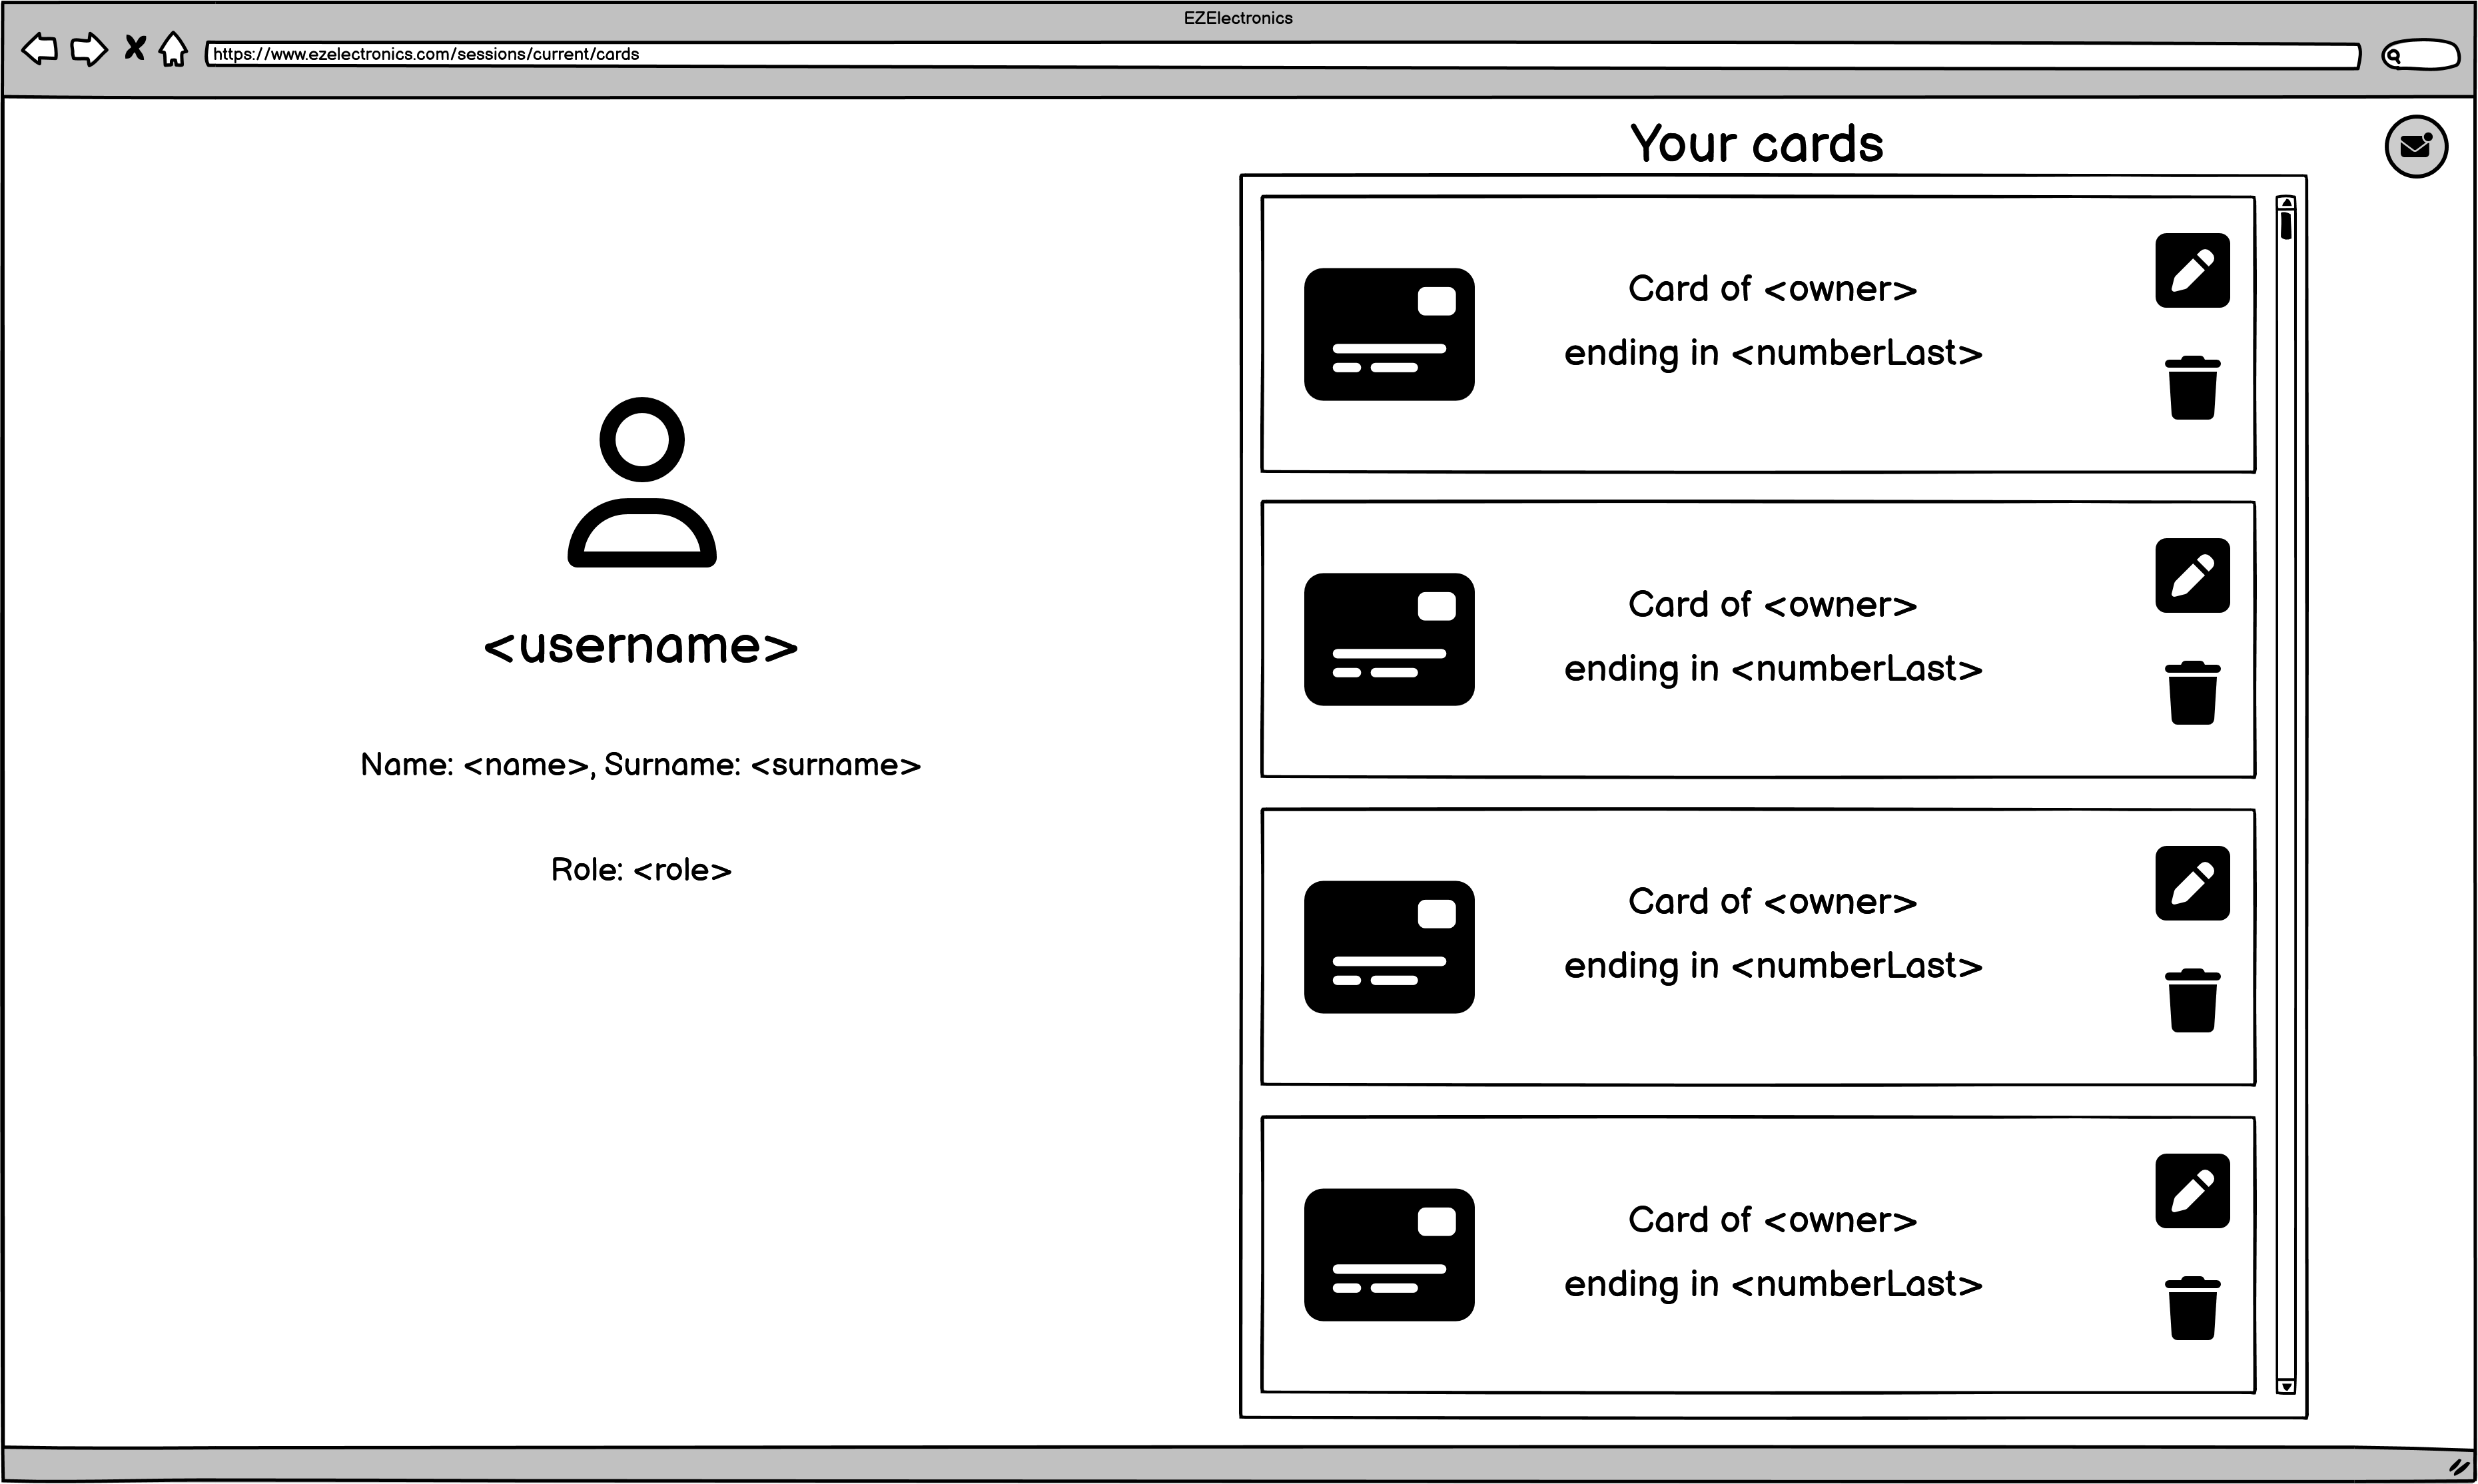 EZElectronics
https://www.ezelectronics.com/sessions/current/cards
Your cards
<username>
Name: <name>, Surname: <surname>
Role: <role>
Card of <owner>
ending in <numberLast>
Card of <owner>
ending in <numberLast>
Card of <owner>
ending in <numberLast>
Card of <owner>
ending in <numberLast>